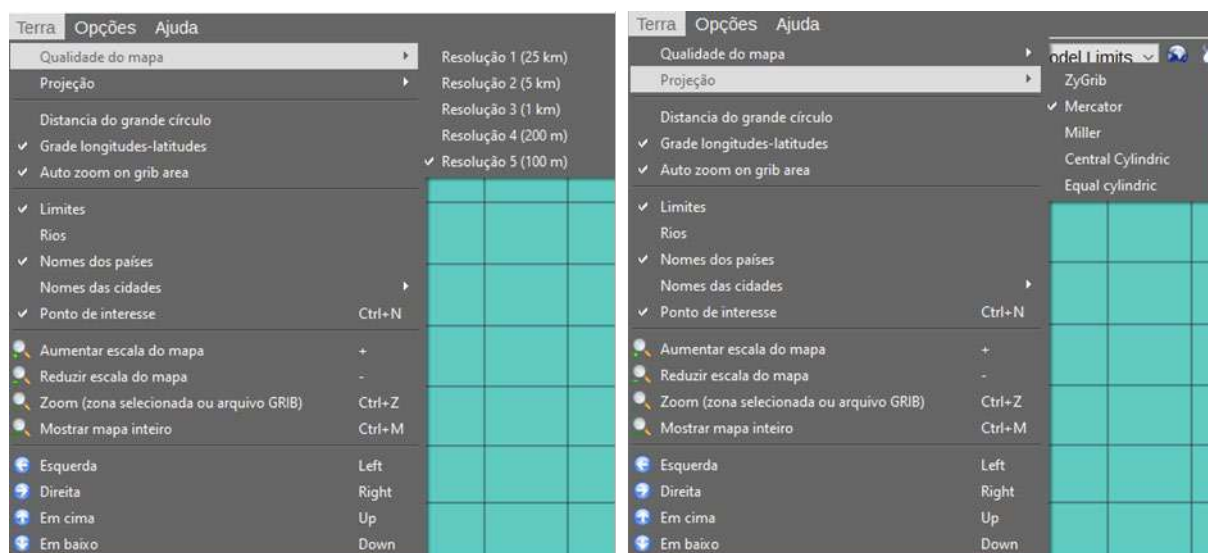 Terra Opções Ajuda
Qualidade do mapa
Projeção
Distancia do grande círculo
Grade longitudes-latitudes
Auto zoom on grib area
Limites
Rios
Nomes dos países
Nomes das cidades
Ponto de interesse Ctrl+N
Aumentar escala do mapa +
Reduzir escala do mapa -
Zoom (zona selecionada ou arquivo GRIB) Ctrl+Z
Mostrar mapa inteiro Ctrl+M
Esquerda Left
Direita Right
Em cima Up
Em baixo Down
Resolução 1 (25 km)
Resolução 2 (5 km)
Resolução 3 (1 km)
Resolução 4 (200 m)
Resolução 5 (100 m)
Terra Opções Ajuda
Qualidade do mapa
Projeção
Distancia do grande círculo
Grade longitudes-latitudes
Auto zoom on grib area
Limites
Rios
Nomes dos países
Nomes das cidades
Ponto de interesse Ctrl+N
Aumentar escala do mapa +
Reduzir escala do mapa -
Zoom (zona selecionada ou arquivo GRIB) Ctrl+Z
Mostrar mapa inteiro Ctrl+M
Esquerda Left
Direita Right
Em cima Up
Em baixo Down
odel Limits
ZyGrib
Mercator
Miller
Central Cylindric
Equal cylindric